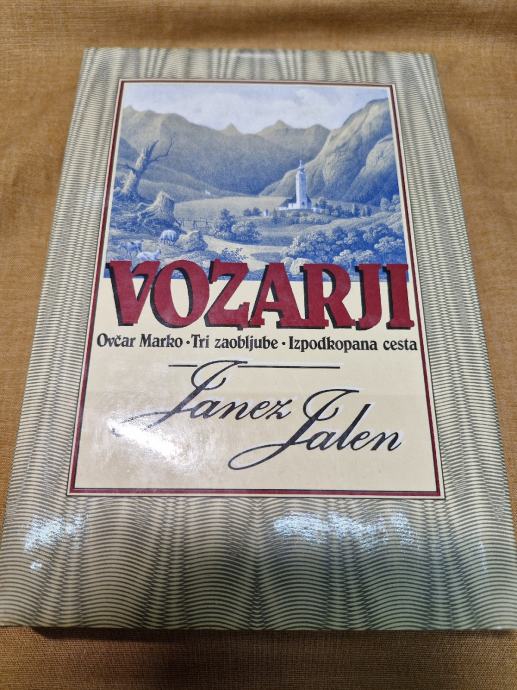 VOZARJI
Ovčar Marko • Tri zaobljube • Izpodkopana cesta
Janez
Jalen